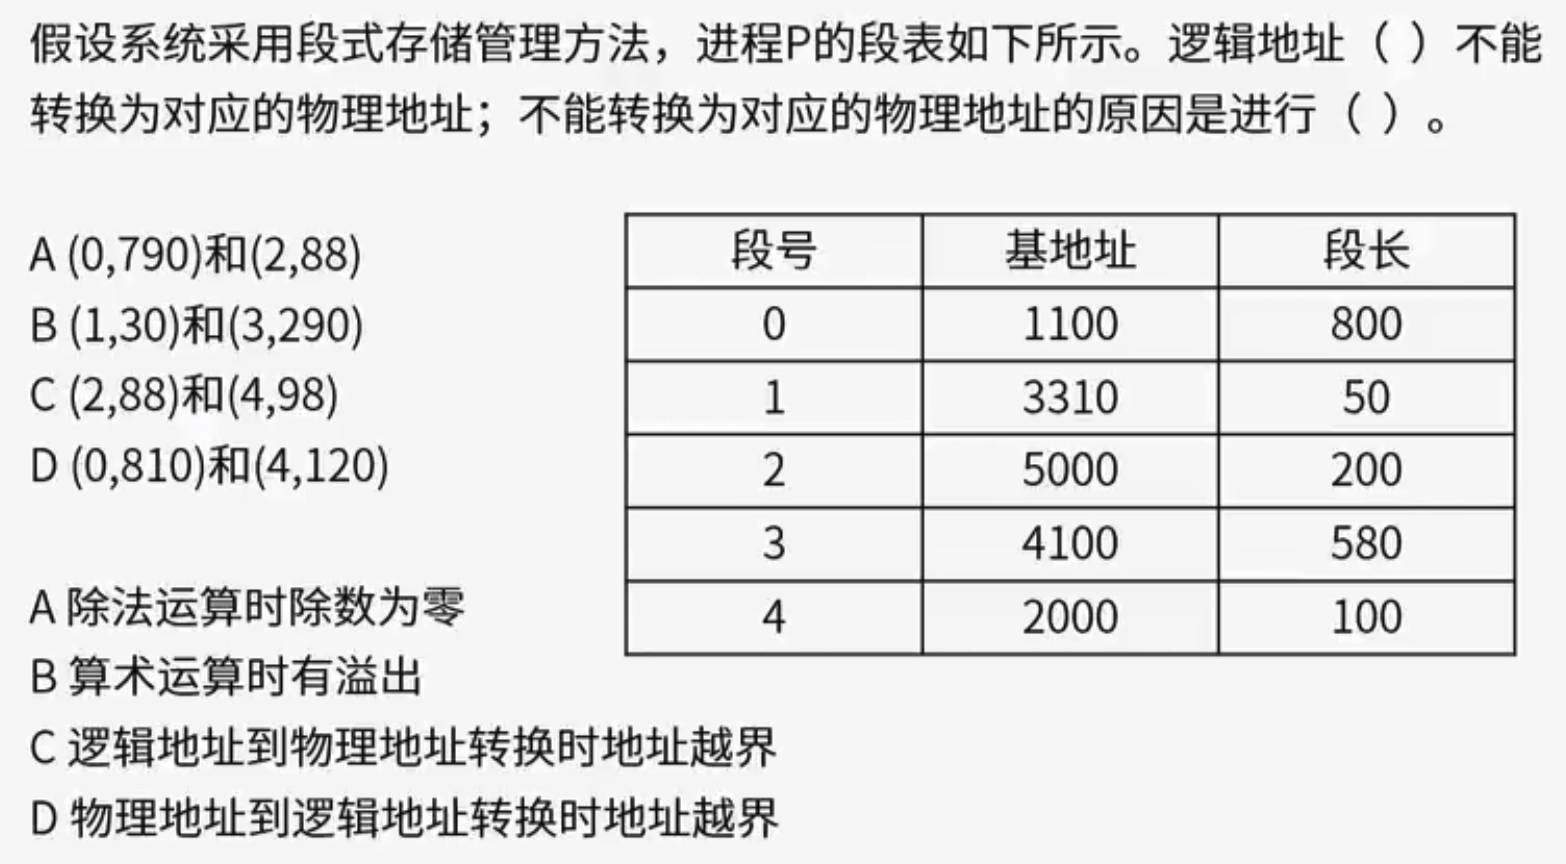 假设系统采用段式存储管理方法，进程P的段表如下所示。逻辑地址（ ）不能
转换为对应的物理地址；不能转换为对应的物理地址的原因是进行（ ）。
A (0,790)和(2,88)
B (1,30)和(3,290)
C (2,88)和(4,98)
D (0,810)和(4,120)
段号 基地址 段长
0 1100 800
1 3310 50
2 5000 200
3 4100 580
4 2000 100
A 除法运算时除数为零
B 算术运算时有溢出
C 逻辑地址到物理地址转换时地址越界
D 物理地址到逻辑地址转换时地址越界